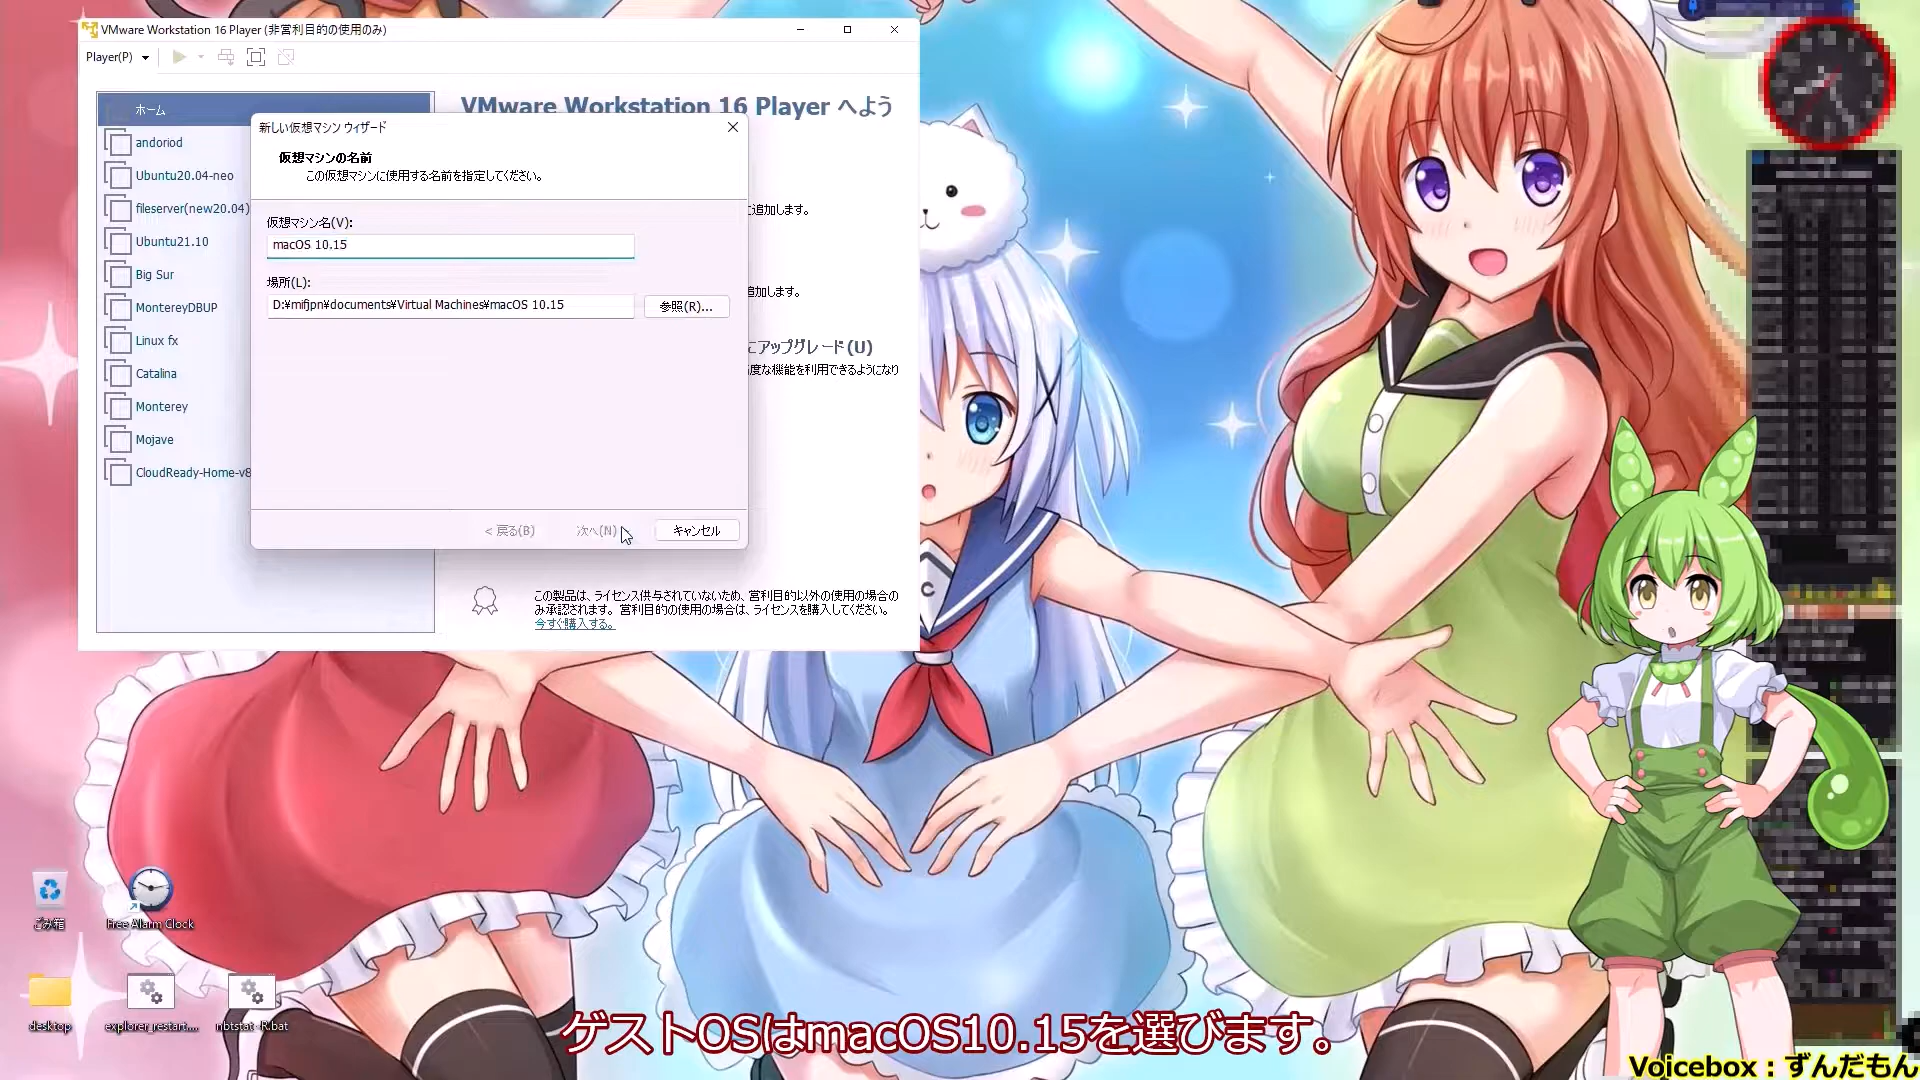 VMware Workstation 16 Player (非営利目的の使用のみ)
Player(P)
ホーム
andoriod
Ubuntu20.04-neo
fileserver(new20.04)
Ubuntu21.10
Big Sur
MontereyDBUP
Linux fx
Catalina
Monterey
Mojave
CloudReady-Home-v8
VMware Workstation 16 Player へよう
に追加します。
追加します。
にアップグレード(U)
度な機能を利用できるようになり
新しい仮想マシン ウィザード
仮想マシンの名前
この仮想マシンに使用する名前を指定してください。
仮想マシン名(V):
macOS 10.15
場所(L):
D:¥mifjpn¥documents¥Virtual Machines¥macOS 10.15
参照(R)...
< 戻る(B)
次へ(N)
キャンセル
この製品は、ライセンス供与されていないため、営利目的以外の使用の場合の
み承認されます。営利目的の使用の場合は、ライセンスを購入してください。
今すぐ購入する。
C
ごみ箱
Free Alarm Clock
desktop
explorer_restart....
nbtstat -R.bat
ゲストOSはmacOS10.15を選びます。
Voicebox：ずんだもん